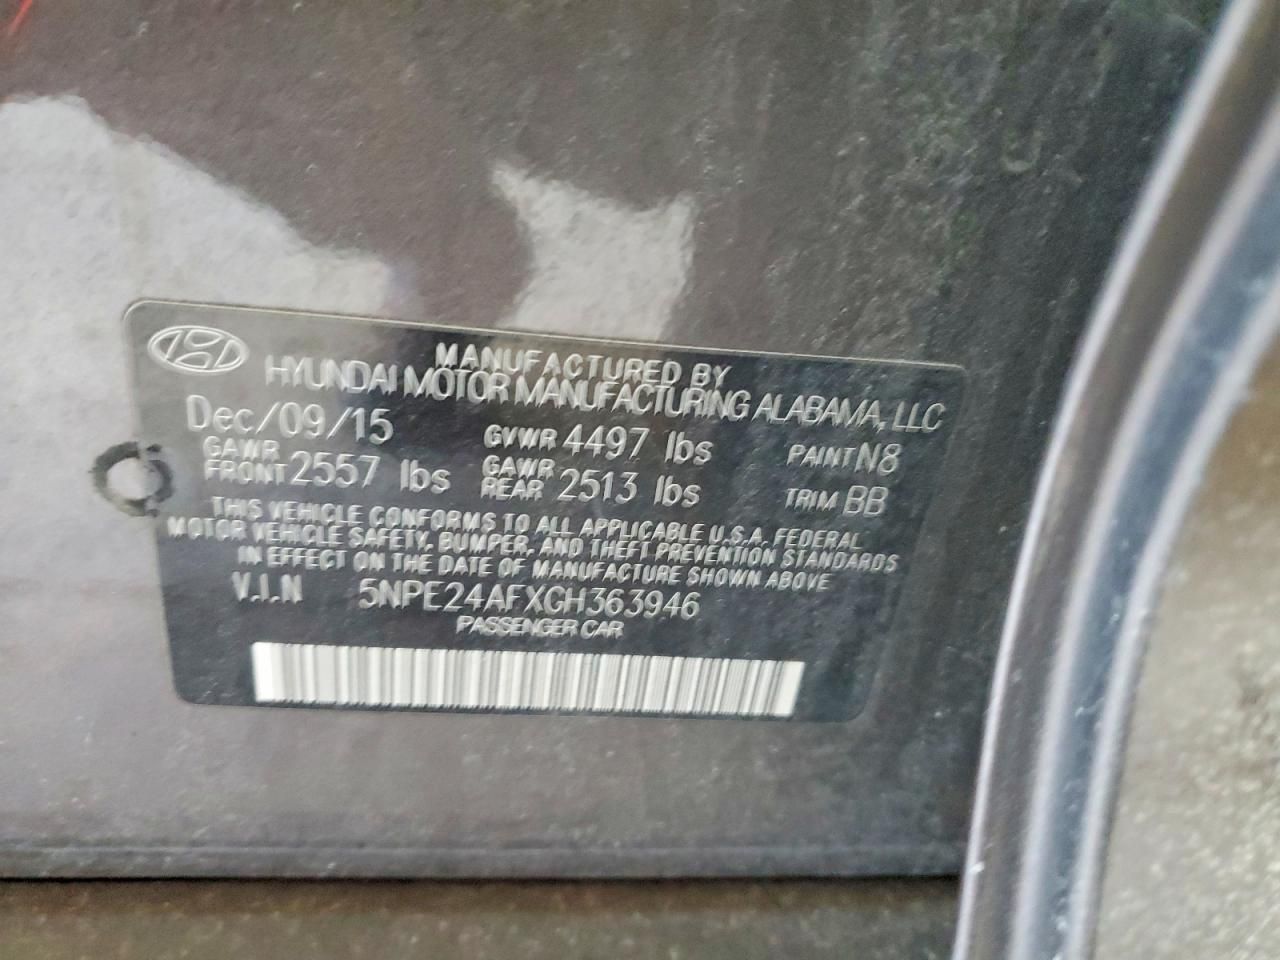 MANUFACTURED BY
HYUNDAI MOTOR MANUFACTURING ALABAMA, LLC
Dec/09/15 GVWR 4497 lbs PAINT N8
GAWR FRONT 2557 lbs GAWR REAR 2513 lbs TRIM BB
THIS VEHICLE CONFORMS TO ALL APPLICABLE U.S.A. FEDERAL
MOTOR VEHICLE SAFETY, BUMPER, AND THEFT PREVENTION STANDARDS
IN EFFECT ON THE DATE OF MANUFACTURE SHOWN ABOVE
V.I.N 5NPE24AFXGH363946
PASSENGER CAR